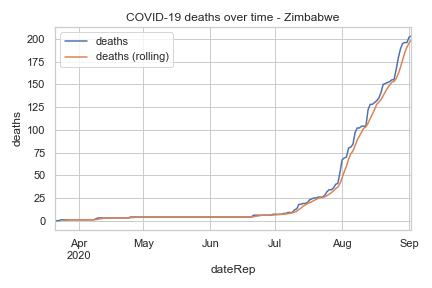 COVID-19 deaths over time - Zimbabwe
deaths
deaths (rolling)
200
175
150
125
100
75
50
25
0
deaths
Apr May Jun Jul Aug Sep
2020
dateRep